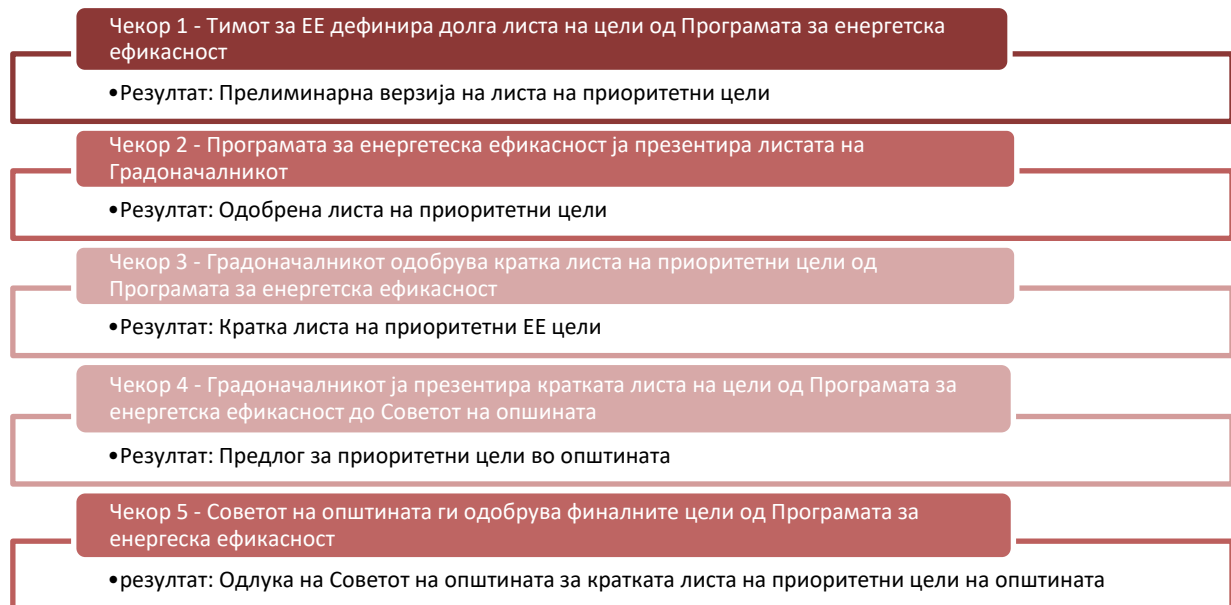 Чекор 1 - Тимот за ЕЕ дефинира долга листа на цели од Програмата за енергетска
ефикасност
•Резултат: Прелиминарна верзија на листа на приоритетни цели
Чекор 2 - Програмата за енергетеска ефикасност ја презентира листата на
Градоначалникот
•Резултат: Одобрена листа на приоритетни цели
Чекор 3 - Градоначалникот одобрува кратка листа на приоритетни цели од
Програмата за енергетска ефикасност
•Резултат: Кратка листа на приоритетни ЕЕ цели
Чекор 4 - Градоначалникот ја презентира кратката листа на цели од Програмата за
енергетска ефикасност до Советот на опшината
•Резултат: Предлог за приоритетни цели во општината
Чекор 5 - Советот на општината ги одобрува финалните цели од Програмата за
енергеска ефикасност
•резултат: Одлука на Советот на општината за кратката листа на приоритетни цели на општината